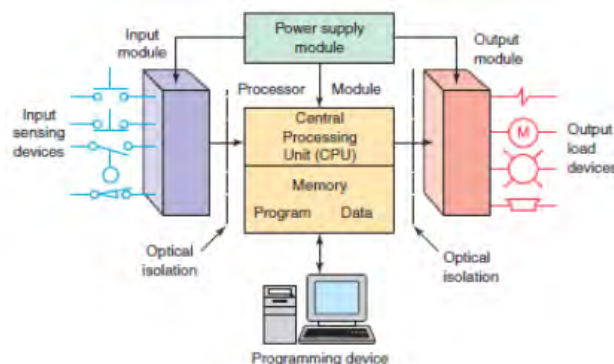 Power supply
module
Input
module
Output
module
Processor Module
Input
sensing
devices
Central
Processing
Unit (CPU)
Memory
Program Data
M
Output
load
devices
Optical
isolation
Optical
isolation
Programming device